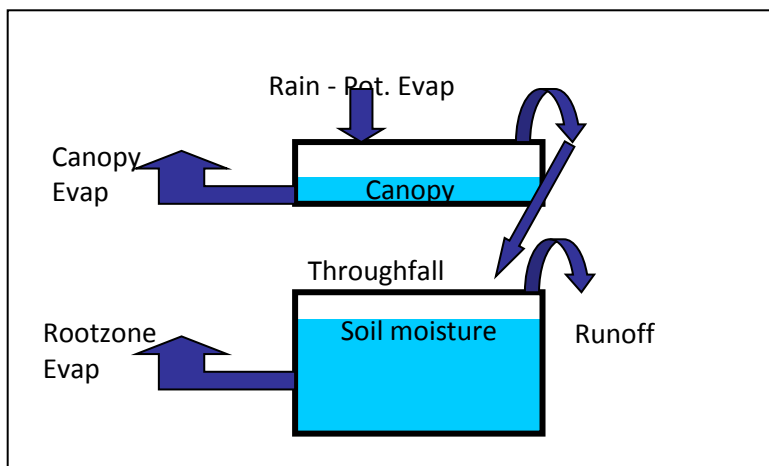 Rain - Pot. Evap
Canopy
Evap
Canopy
Throughfall
Soil moisture
Rootzone
Evap
Runoff